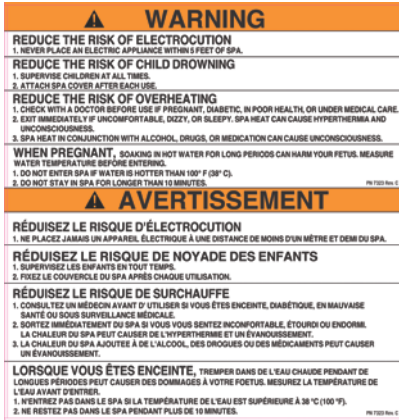 WARNING
REDUCE THE RISK OF ELECTROCUTION
1. NEVER PLACE AN ELECTRIC APPLIANCE WITHIN 5 FEET OF SPA.
REDUCE THE RISK OF CHILD DROWNING
1. SUPERVISE CHILDREN AT ALL TIMES.
2. ATTACH SPA COVER AFTER EACH USE.
REDUCE THE RISK OF OVERHEATING
1. CHECK WITH A DOCTOR BEFORE USE IF PREGNANT, DIABETIC, IN POOR HEALTH, OR UNDER MEDICAL CARE.
2. EXIT IMMEDIATELY IF UNCOMFORTABLE, DIZZY, OR SLEEPY. SPA HEAT CAN CAUSE HYPERTHERMIA AND
UNCONSCIOUSNESS.
3. SPA HEAT IN CONJUNCTION WITH ALCOHOL, DRUGS, OR MEDICATION CAN CAUSE UNCONSCIOUSNESS.
WHEN PREGNANT, SOAKING IN HOT WATER FOR LONG PERIODS CAN HARM YOUR FETUS. MEASURE
WATER TEMPERATURE BEFORE ENTERING.
1. DO NOT ENTER SPA IF WATER IS HOTTER THAN 100° F (38° C).
2. DO NOT STAY IN SPA FOR LONGER THAN 10 MINUTES.
PN 7323 Rev. C
AVERTISSEMENT
RÉDUISEZ LE RISQUE D'ÉLECTROCUTION
1. NE PLACEZ JAMAIS UN APPAREIL ÉLECTRIQUE À UNE DISTANCE DE MOINS D'UN MÈTRE ET DEMI DU SPA.
RÉDUISEZ LE RISQUE DE NOYADE DES ENFANTS
1. SUPERVISEZ LES ENFANTS EN TOUT TEMPS.
2. FIXEZ LE COUVERCLE DU SPA APRÈS CHAQUE UTILISATION.
RÉDUISEZ LE RISQUE DE SURCHAUFFE
1. CONSULTEZ UN MÉDECIN AVANT D' UTILISER SI VOUS ÊTES ENCEINTE, DIABÉTIQUE, EN MAUVAISE
SANTÉ OU SOUS SURVEILLANCE MÉDICALE.
2. SORTEZ IMMÉDIATEMENT DU SPA SI VOUS VOUS SENTEZ INCONFORTABLE, ÉTOURDI OU ENDORMI.
LA CHALEUR DU SPA PEUT CAUSER DE L'HYPERTHERMIE ET UN ÉVANOUISSEMENT.
3. LA CHALEUR DU SPA AJOUTÉE À DE L'ALCOOL, DES DROGUES OU DES MÉDICAMENTS PEUT CAUSER
UN ÉVANOUISSEMENT.
LORSQUE VOUS ÊTES ENCEINTE, TREMPER DANS DE L'EAU CHAUDE PENDANT DE
LONGUES PÉRIODES PEUT CAUSER DES DOMMAGES À VOTRE FOETUS. MESUREZ LA TEMPÉRATURE DE
L'EAU AVANT D'ENTRER.
1. N'ENTREZ PAS DANS LE SPA SI LA TEMPÉRATURE DE L'EAU EST SUPÉRIEURE À 38 °C (100 °F).
2. NE RESTEZ PAS DANS LE SPA PENDANT PLUS DE 10 MINUTES.
PN 7323 Rev. C